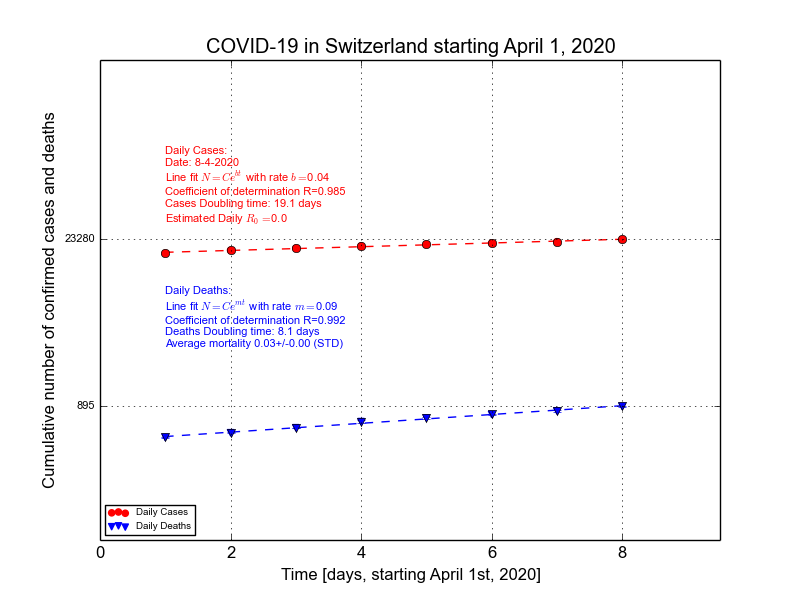 COVID-19 in Switzerland starting April 1, 2020
Cumulative number of confirmed cases and deaths
Daily Cases:
Date: 8-4-2020
Line fit N=Ce^{bt} with rate b=0.04
Coefficient of determination R=0.985
Cases Doubling time: 19.1 days
Estimated Daily R_0 =0.0
23280
Daily Deaths:
Line fit N=Ce^{mt} with rate m=0.09
Coefficient of determination R=0.992
Deaths Doubling time: 8.1 days
Average mortality 0.03+/-0.00 (STD)
895
Daily Cases
Daily Deaths
0 2 4 6 8
Time [days, starting April 1st, 2020]